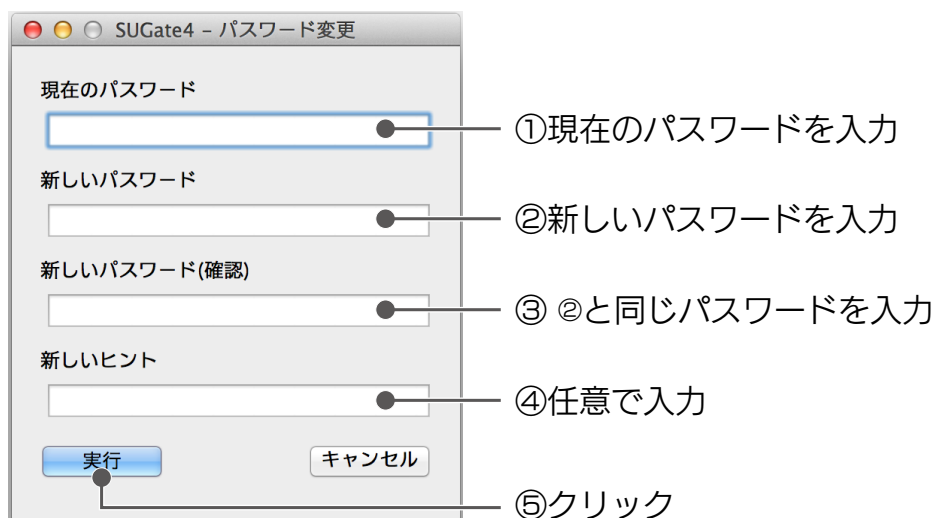 SUGate4 – パスワード変更
現在のパスワード
①現在のパスワードを入力
新しいパスワード
②新しいパスワードを入力
新しいパスワード(確認)
③ ②と同じパスワードを入力
新しいヒント
④任意で入力
実行
キャンセル
⑤クリック